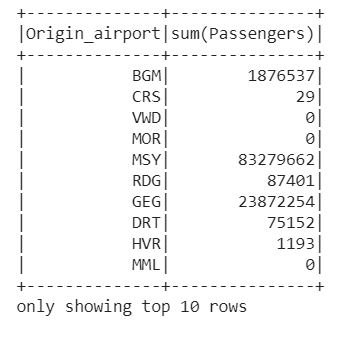 +--------------+---------------+
|Origin_airport|sum(Passengers)|
+--------------+---------------+
|           BGM|        1876537|
|           CRS|             29|
|           VWD|              0|
|           MOR|              0|
|           MSY|       83279662|
|           RDG|          87401|
|           GEG|       23872254|
|           DRT|          75152|
|           HVR|           1193|
|           MML|              0|
+--------------+---------------+
only showing top 10 rows